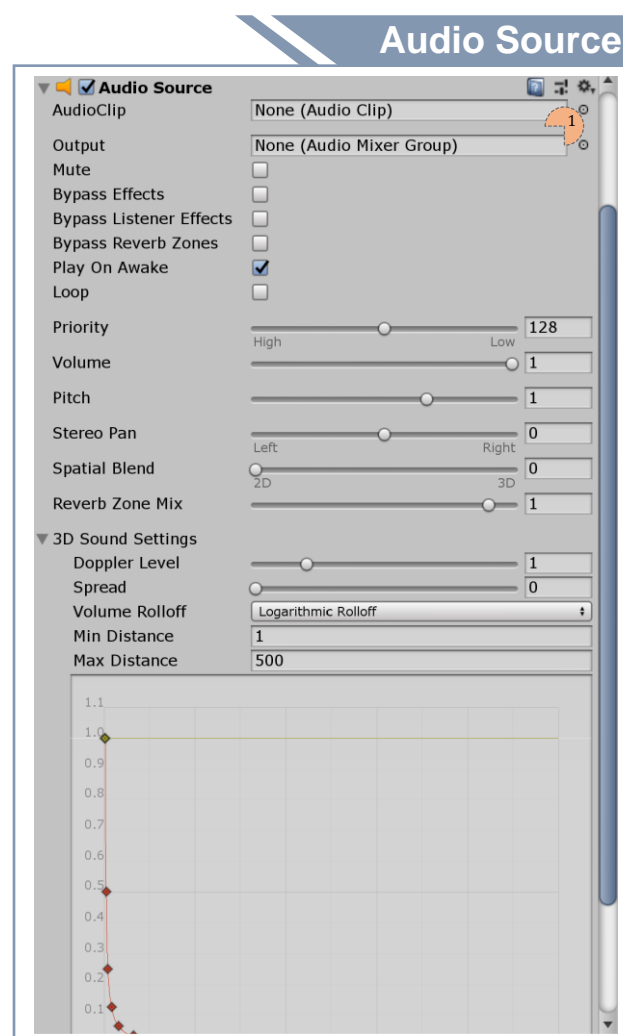 Audio Source
Audio Source
AudioClip None (Audio Clip)
1
Output None (Audio Mixer Group)
Mute
Bypass Effects
Bypass Listener Effects
Bypass Reverb Zones
Play On Awake
Loop
Priority 128
High Low
Volume 1
Pitch 1
Stereo Pan 0
Left Right
Spatial Blend 0
2D 3D
Reverb Zone Mix 1
3D Sound Settings
Doppler Level 1
Spread 0
Volume Rolloff Logarithmic Rolloff
Min Distance 1
Max Distance 500
1.1
1.0
0.9
0.8
0.7
0.6
0.5
0.4
0.3
0.2
0.1